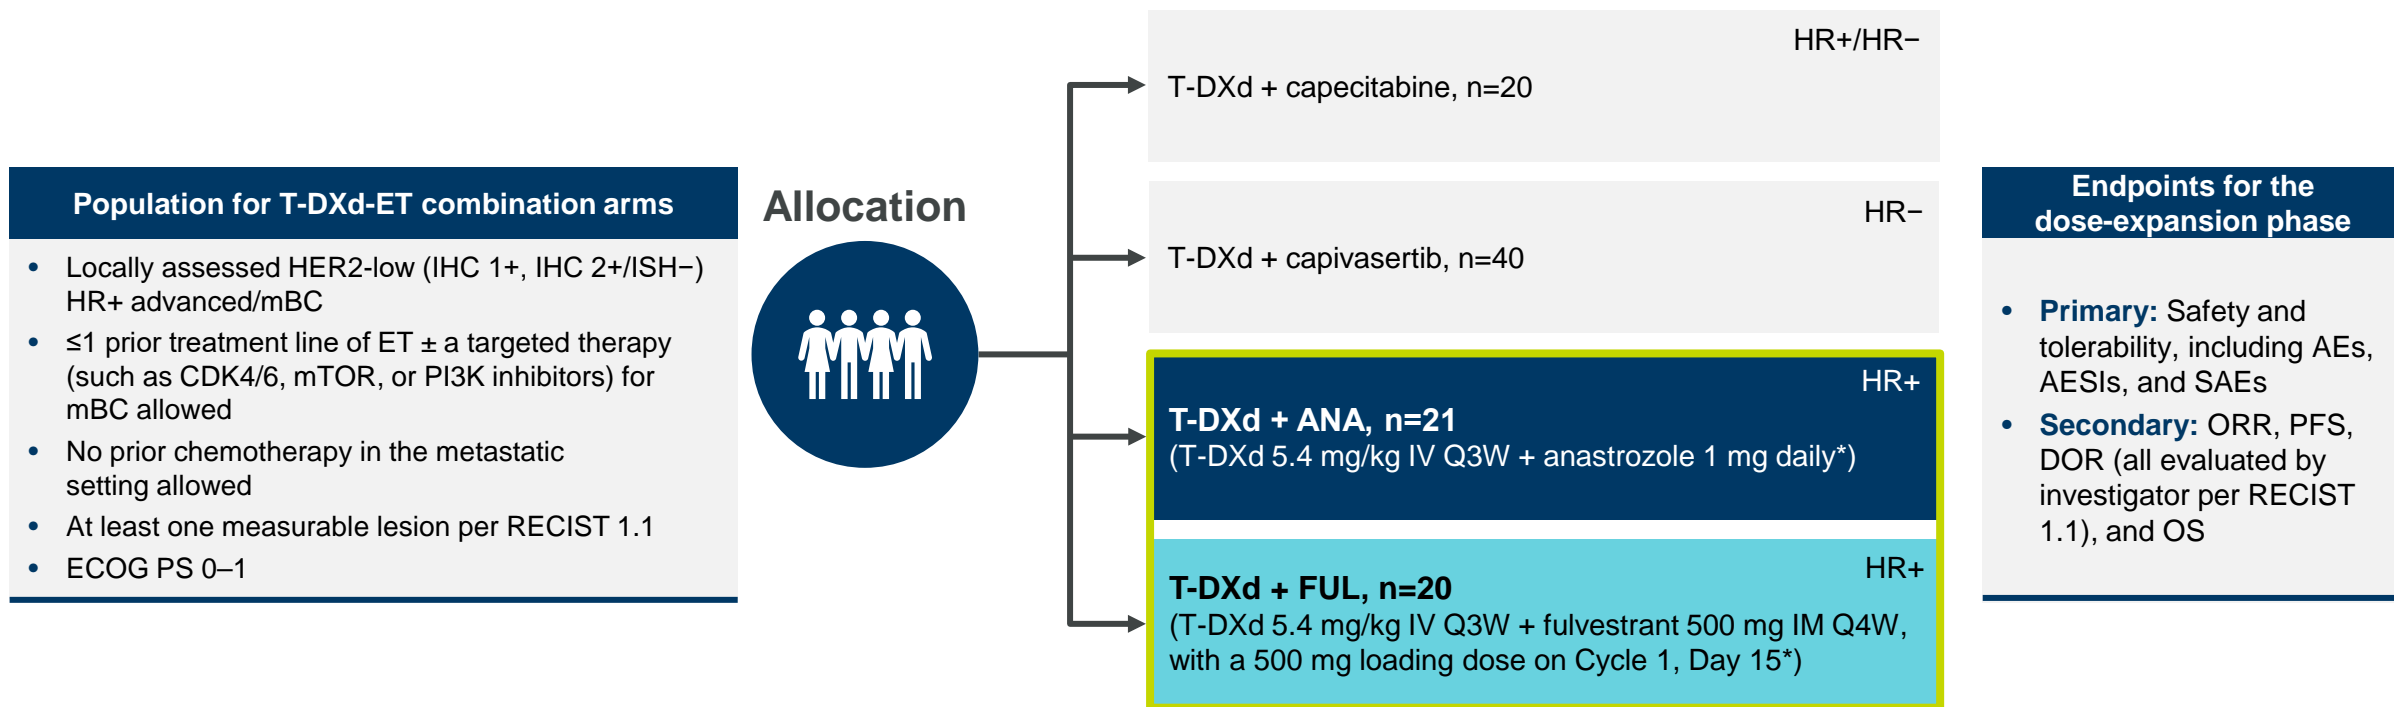 Population for T-DXd-ET combination arms
• Locally assessed HER2-low (IHC 1+, IHC 2+/ISH−)
HR+ advanced/mBC
• ≤1 prior treatment line of ET ± a targeted therapy
(such as CDK4/6, mTOR, or PI3K inhibitors) for
mBC allowed
• No prior chemotherapy in the metastatic
setting allowed
• At least one measurable lesion per RECIST 1.1
• ECOG PS 0–1
Allocation
HR+/HR−
T-DXd + capecitabine, n=20
HR−
T-DXd + capivasertib, n=40
HR+
T-DXd + ANA, n=21
(T-DXd 5.4 mg/kg IV Q3W + anastrozole 1 mg daily*)
HR+
T-DXd + FUL, n=20
(T-DXd 5.4 mg/kg IV Q3W + fulvestrant 500 mg IM Q4W,
with a 500 mg loading dose on Cycle 1, Day 15*)
Endpoints for the
dose-expansion phase
• Primary: Safety and
tolerability, including AEs,
AESIs, and SAEs
• Secondary: ORR, PFS,
DOR (all evaluated by
investigator per RECIST
1.1), and OS